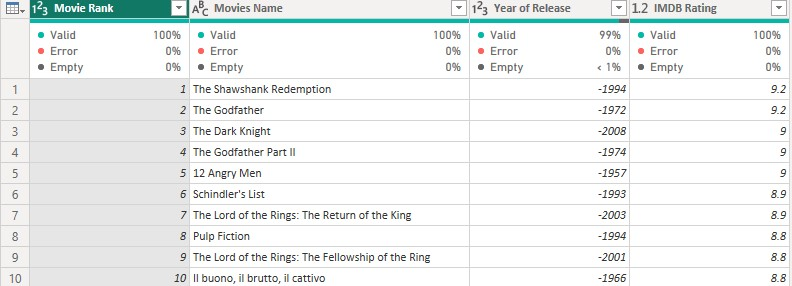 1²3 Movie Rank ABC Movies Name 1²3 Year of Release 1.2 IMDB Rating
Valid 100% Valid 100% Valid 99% Valid 100%
Error 0% Error 0% Error 0% Error 0%
Empty 0% Empty 0% Empty < 1% Empty 0%
1 1 The Shawshank Redemption -1994 9.2
2 2 The Godfather -1972 9.2
3 3 The Dark Knight -2008 9
4 4 The Godfather Part II -1974 9
5 5 12 Angry Men -1957 9
6 6 Schindler's List -1993 8.9
7 7 The Lord of the Rings: The Return of the King -2003 8.9
8 8 Pulp Fiction -1994 8.8
9 9 The Lord of the Rings: The Fellowship of the Ring -2001 8.8
10 10 Il buono, il brutto, il cattivo -1966 8.8